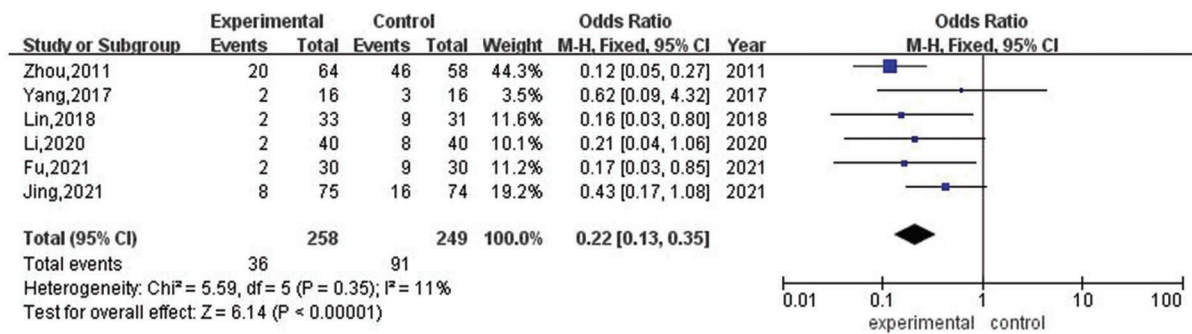 Experimental Control Odds Ratio Odds Ratio
Study or Subgroup Events Total Events Total Weight M-H, Fixed, 95% CI Year M-H, Fixed, 95% CI
Zhou,2011 20 64 46 58 44.3% 0.12 [0.05, 0.27] 2011
Yang,2017 2 16 3 16 3.5% 0.62 [0.09, 4.32] 2017
Lin,2018 2 33 9 31 11.6% 0.16 [0.03, 0.80] 2018
Li,2020 2 40 8 40 10.1% 0.21 [0.04, 1.06] 2020
Fu,2021 2 30 9 30 11.3% 0.17 [0.03, 0.85] 2021
Jing,2021 8 75 16 74 19.2% 0.43 [0.17, 1.08] 2021
Total (95% CI) 258 249 100.0% 0.22 [0.13, 0.35]
Total events 36 91
Heterogeneity: Chi² = 5.59, df = 5 (P = 0.35); I² = 11%
Test for overall effect: Z = 6.14 (P < 0.00001)
0.01 0.1 1 10 100
experimental control